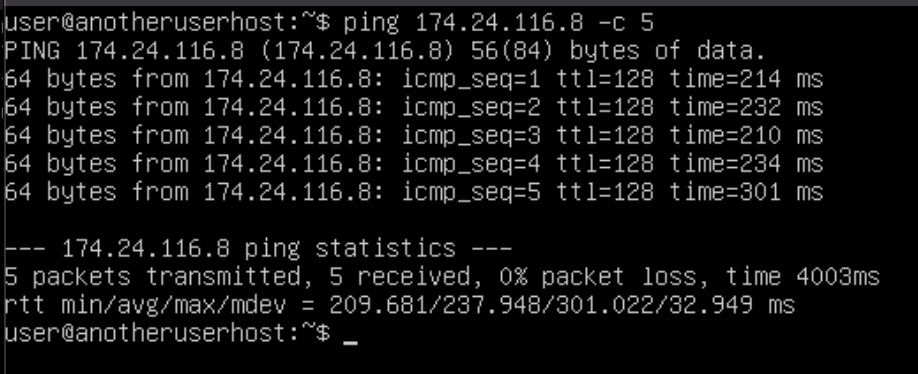 user@anotheruserhost:~$ ping 174.24.116.8 -c 5
PING 174.24.116.8 (174.24.116.8) 56(84) bytes of data.
64 bytes from 174.24.116.8: icmp_seq=1 ttl=128 time=214 ms
64 bytes from 174.24.116.8: icmp_seq=2 ttl=128 time=232 ms
64 bytes from 174.24.116.8: icmp_seq=3 ttl=128 time=210 ms
64 bytes from 174.24.116.8: icmp_seq=4 ttl=128 time=234 ms
64 bytes from 174.24.116.8: icmp_seq=5 ttl=128 time=301 ms

--- 174.24.116.8 ping statistics ---
5 packets transmitted, 5 received, 0% packet loss, time 4003ms
rtt min/avg/max/mdev = 209.681/237.948/301.022/32.949 ms
user@anotheruserhost:~$ _